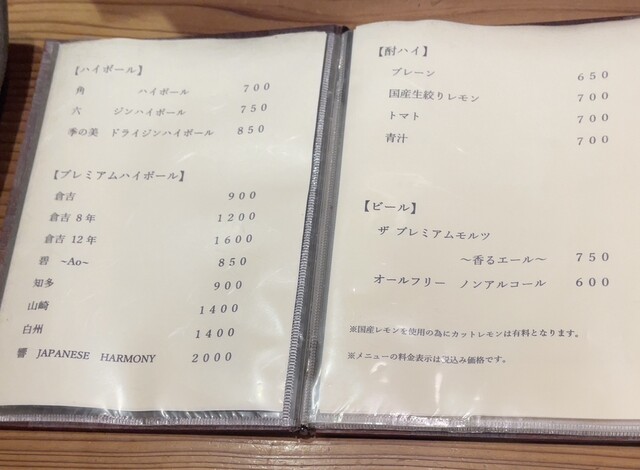 【ハイボール】
角 ハイボール 700
六 ジンハイボール 750
季の美 ドライジンハイボール 850
【プレミアムハイボール】
倉吉 900
倉吉 8年 1200
倉吉 12年 1600
碧 ~Ao~ 850
知多 900
山崎 1400
白州 1400
響 JAPANESE HARMONY 2000
【酎ハイ】
プレーン 650
国産生絞りレモン 700
トマト 700
青汁 700
【ビール】
ザ プレミアムモルツ
～香るエール～ 750
オールフリー ノンアルコール 600
※国産レモンを使用の為にカットレモンは有料となります。
※メニューの料金表示は税込み価格です。